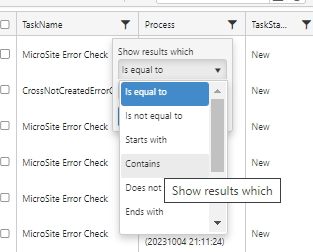 TaskName
Process
TaskSta...
Show results which
MicroSite Error Check
Is equal to
New
Is equal to
CrossNotCreatedErrorC
New
Is not equal to
MicroSite Error Check
Starts with
New
Contains
MicroSite Error Check
New
Does not
Show results which
MicroSite Error Check
Ends with
New
MicroSite Error Check
New
(20231004 21:11:24)